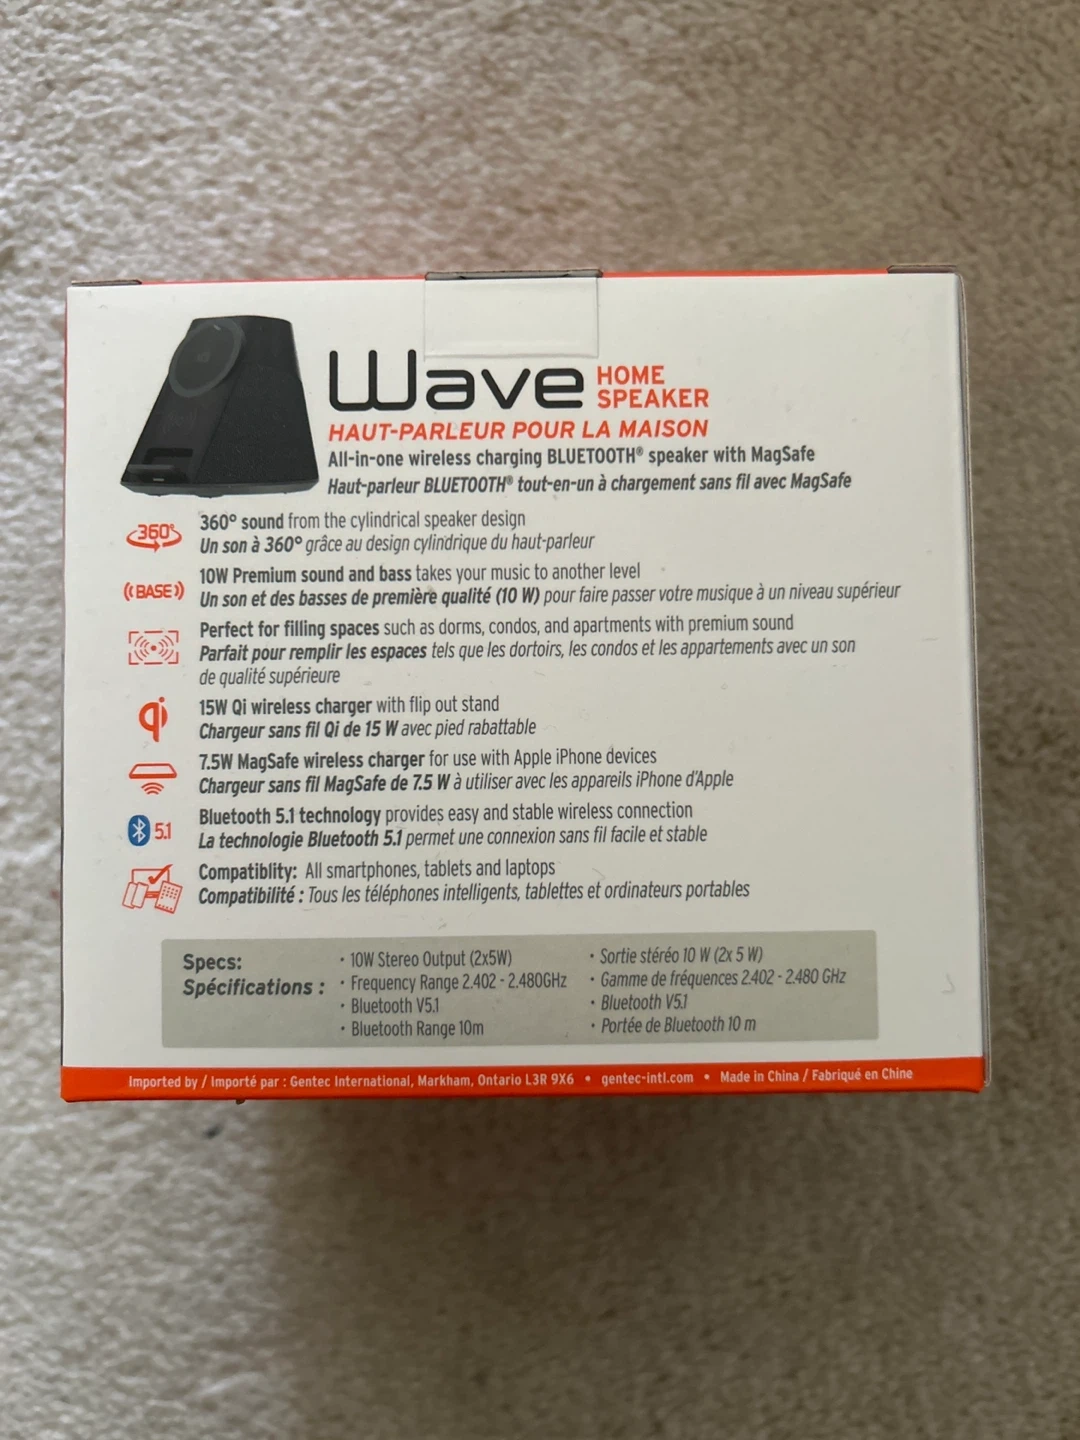 Wave HOME
SPEAKER
HAUT-PARLEUR POUR LA MAISON
All-in-one wireless charging BLUETOOTH® speaker with MagSafe
Haut-parleur BLUETOOTH® tout-en-un à chargement sans fil avec MagSafe
360°
360° sound from the cylindrical speaker design
Un son à 360° grâce au design cylindrique du haut-parleur
((BASE))
10W Premium sound and bass takes your music to another level
Un son et des basses de première qualité (10 W) pour faire passer votre musique à un niveau supérieur
Perfect for filling spaces such as dorms, condos, and apartments with premium sound
Parfait pour remplir les espaces tels que les dortoirs, les condos et les appartements avec un son
de qualité supérieure
qi
15W Qi wireless charger with flip out stand
Chargeur sans fil Qi de 15 W avec pied rabattable
7.5W MagSafe wireless charger for use with Apple iPhone devices
Chargeur sans fil MagSafe de 7.5 W à utiliser avec les appareils iPhone d'Apple
5.1
Bluetooth 5.1 technology provides easy and stable wireless connection
La technologie Bluetooth 5.1 permet une connexion sans fil facile et stable
Compatiblity: All smartphones, tablets and laptops
Compatibilité : Tous les téléphones intelligents, tablettes et ordinateurs portables
Specs:
Spécifications :
• 10W Stereo Output (2x5W)
• Frequency Range 2.402 - 2.480GHz
• Bluetooth V5.1
• Bluetooth Range 10m
• Sortie stéréo 10 W (2x 5 W)
• Gamme de fréquences 2.402 - 2.480 GHz
• Bluetooth V5.1
• Portée de Bluetooth 10 m
Imported by / Importé par : Gentec International, Markham, Ontario L3R 9X6 • gentec-intl.com • Made in China / Fabriqué en Chine